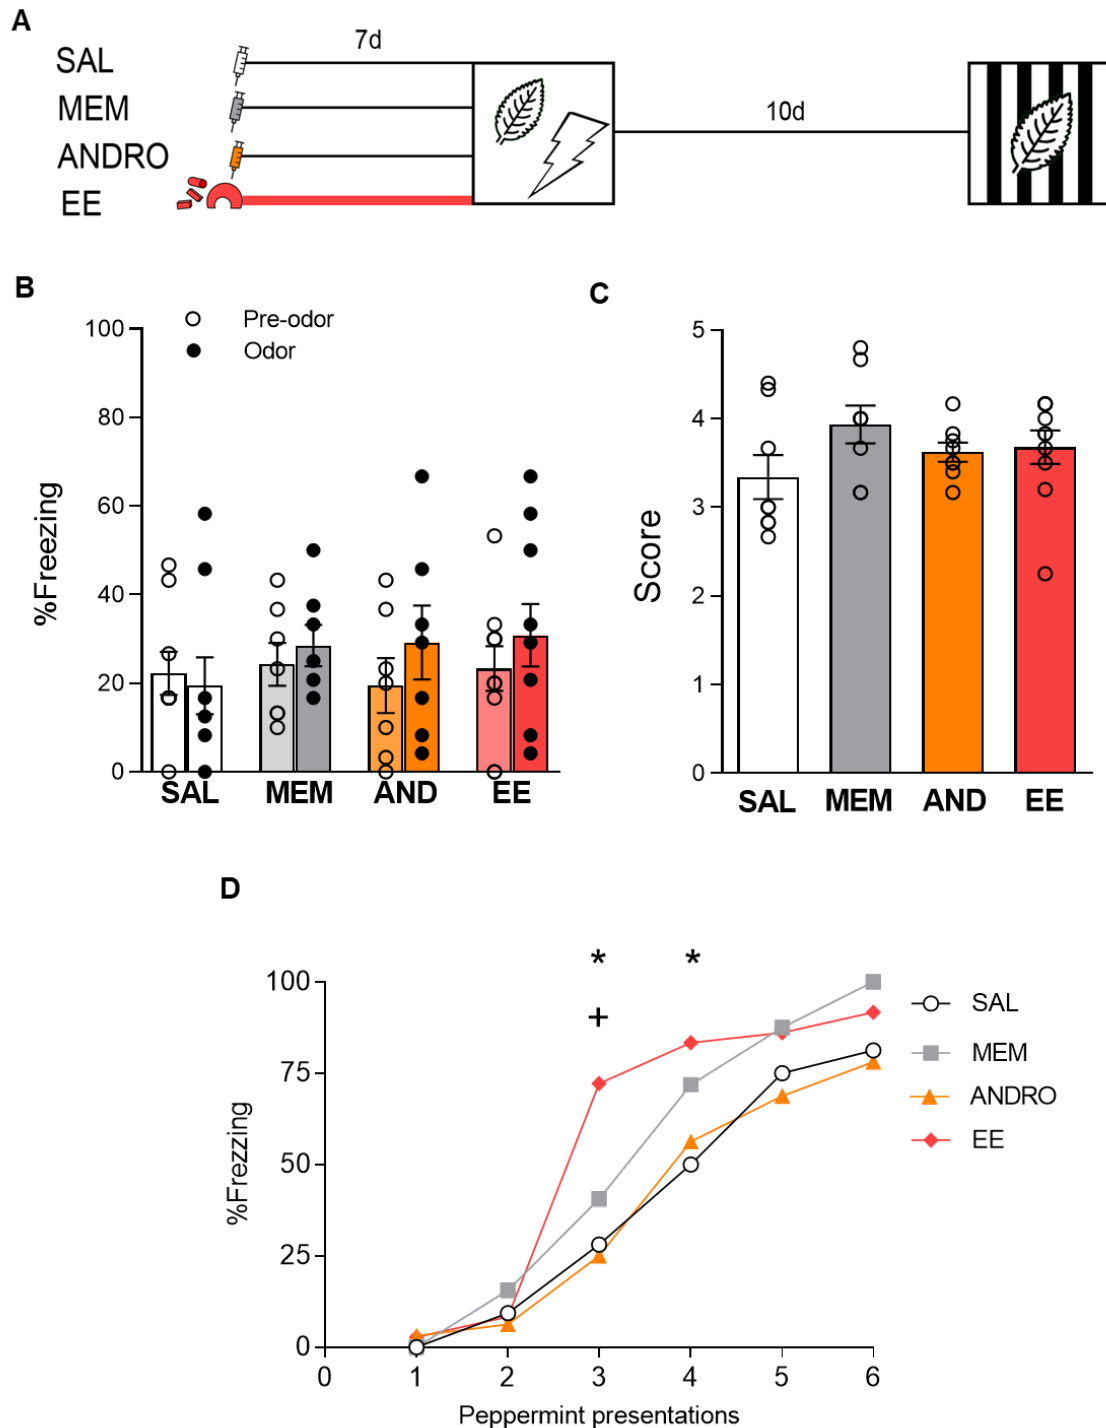 A
SAL
7d
MEM
10d
ANDRO
EE
B
Pre-odor
Odor
%Freezing
100
80
60
40
20
0
SAL MEM AND EE
C
Score
5
4
3
2
1
0
SAL MEM AND EE
D
* *
+
%Frezzing
100
75
50
25
0
0 1 2 3 4 5 6
Peppermint presentations
SAL
MEM
ANDRO
EE